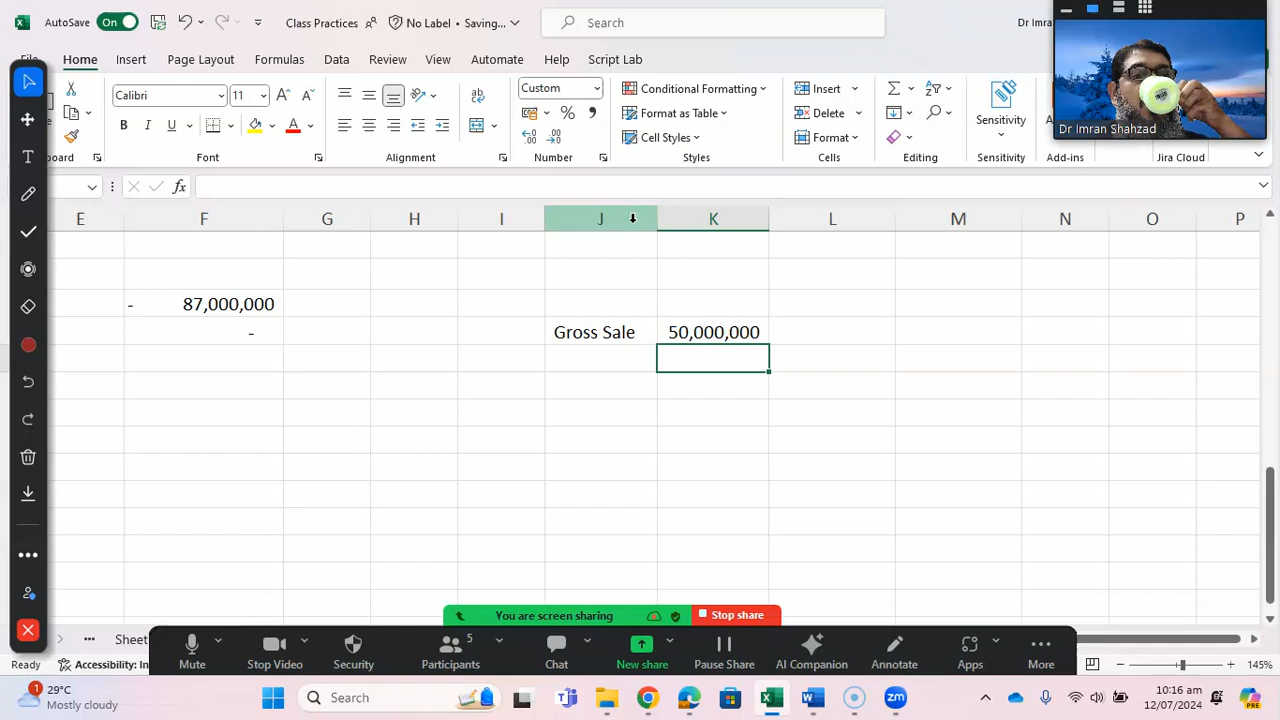 AutoSave On Class Practices No Label • Saving... Search Dr Imran
Home Insert Page Layout Formulas Data Review View Automate Help Script Lab
Calibri 11 Custom Conditional Formatting Insert
B I U A Format as Table Delete Sensitivity
Cell Styles Format
Font Alignment Number Styles Cells Editing Sensitivity Add-ins Jira Cloud
Dr Imran Shahzad
fx
E F G H I J K L M N O P
- 87,000,000
- Gross Sale 50,000,000
You are screen sharing Stop share
Sheet
5
Mute Stop Video Security Participants Chat New share Pause Share AI Companion Annotate Apps More
Ready 145%
1 29°C Mostly cloudy Search 10:16 am 12/07/2024